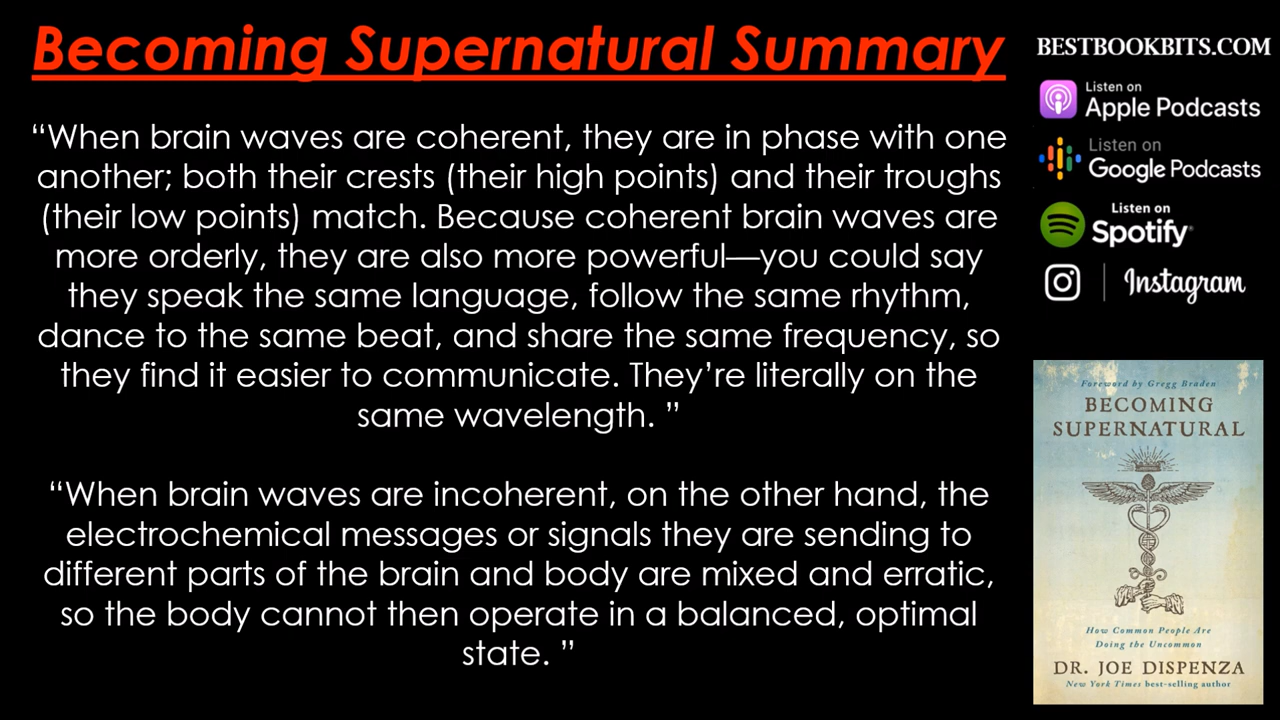 Becoming Supernatural Summary
“When brain waves are coherent, they are in phase with one
another; both their crests (their high points) and their troughs
(their low points) match. Because coherent brain waves are
more orderly, they are also more powerful—you could say
they speak the same language, follow the same rhythm,
dance to the same beat, and share the same frequency, so
they find it easier to communicate. They’re literally on the
same wavelength. ”
“When brain waves are incoherent, on the other hand, the
electrochemical messages or signals they are sending to
different parts of the brain and body are mixed and erratic,
so the body cannot then operate in a balanced, optimal
state. ”
BESTBOOKBITS.COM
Listen on
Apple Podcasts
Listen on
Google Podcasts
Listen on
Spotify
Instagram
Foreword by Gregg Braden
BECOMING
SUPERNATURAL
How Common People Are
Doing the Uncommon
DR. JOE DISPENZA
New York Times best-selling author